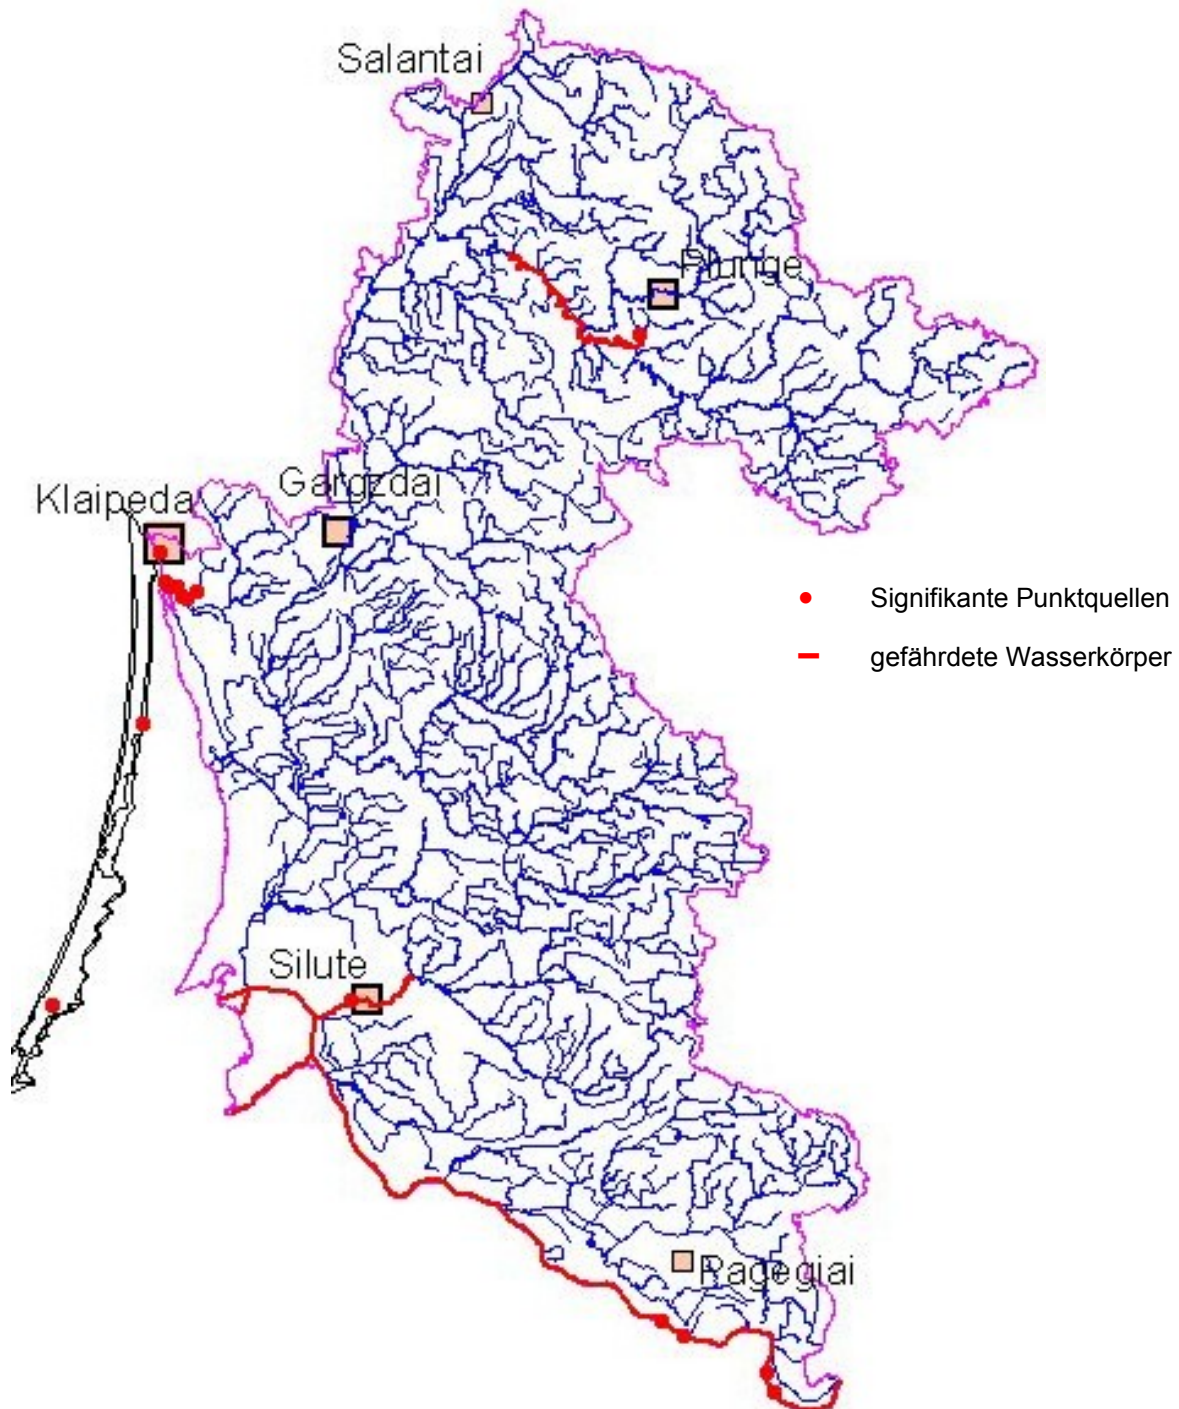 Salantai
Plunge
Gargzdai
Klaipeda
Signifikante Punktquellen
gefährdete Wasserkörper
Silute
Pagegiai